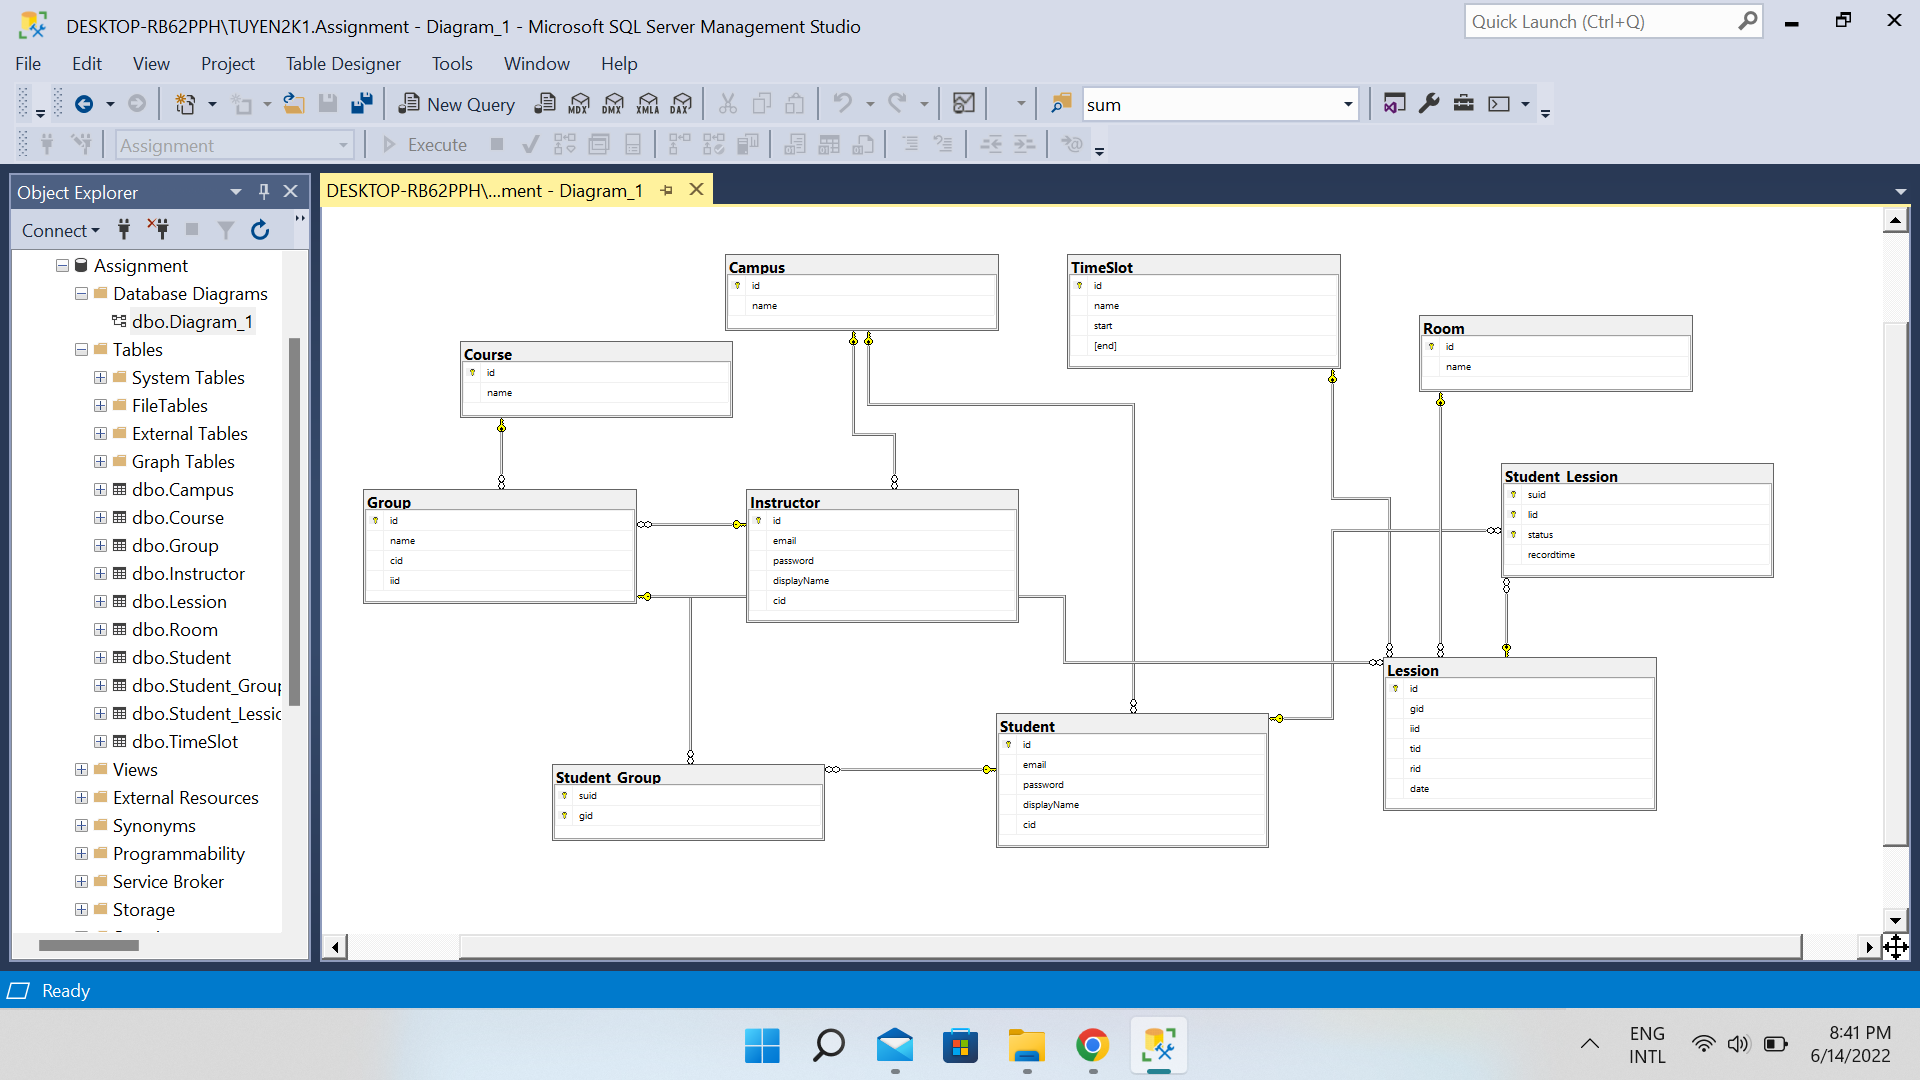 DESKTOP-RB62PPH\TUYEN2K1.Assignment - Diagram_1 - Microsoft SQL Server Management Studio
Quick Launch (Ctrl+Q)
File Edit View Project Table Designer Tools Window Help
New Query
MDX
DMX
XMLA
DAX
sum
Assignment
Execute
Object Explorer
DESKTOP-RB62PPH\...ment - Diagram_1
Connect
Assignment
Database Diagrams
dbo.Diagram_1
Tables
System Tables
FileTables
External Tables
Graph Tables
dbo.Campus
dbo.Course
dbo.Group
dbo.Instructor
dbo.Lession
dbo.Room
dbo.Student
dbo.Student_Group
dbo.Student_Lessic
dbo.TimeSlot
Views
External Resources
Synonyms
Programmability
Service Broker
Storage
Campus
id
name
TimeSlot
id
name
start
[end]
Room
id
name
Course
id
name
Student_Lession
suid
lid
status
recordtime
Group
id
name
cid
iid
Instructor
id
email
password
displayName
cid
Lession
id
gid
iid
tid
rid
date
Student
id
email
password
displayName
cid
Student_Group
suid
gid
Ready
ENG
INTL
8:41 PM
6/14/2022